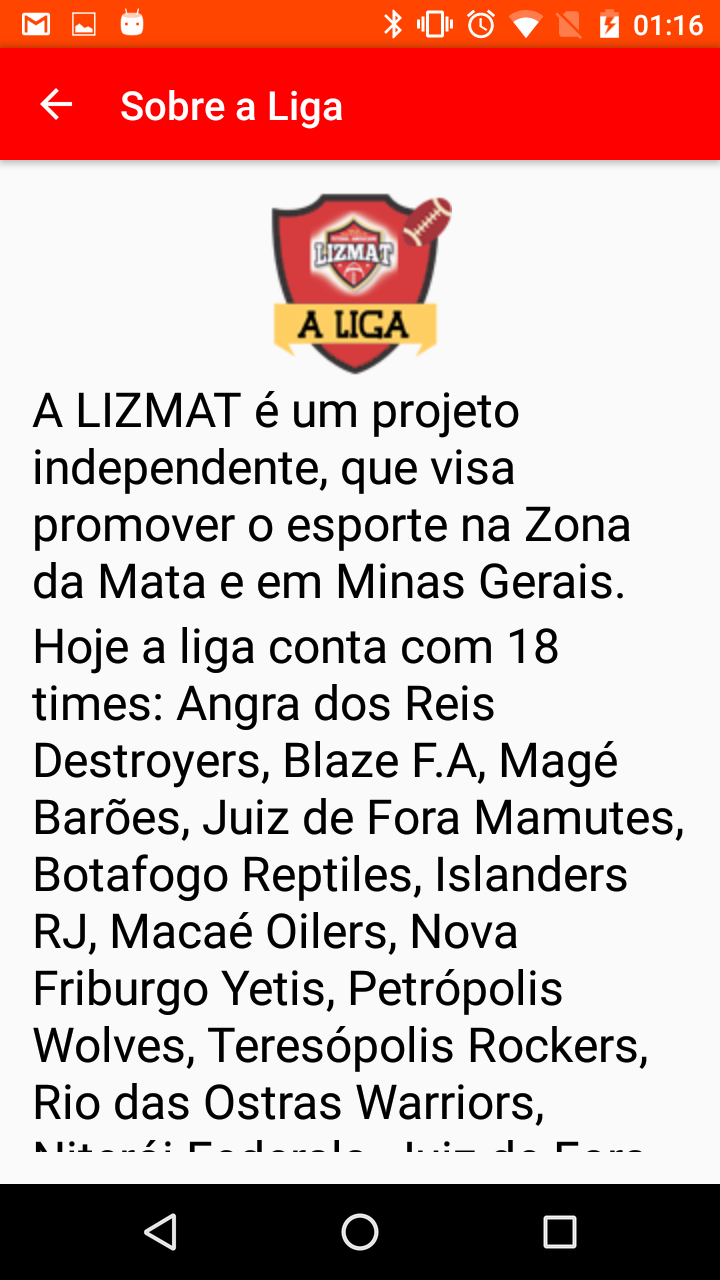 01:16
Sobre a Liga
LIZMAT
A LIGA
A LIZMAT é um projeto
independente, que visa
promover o esporte na Zona
da Mata e em Minas Gerais.
Hoje a liga conta com 18
times: Angra dos Reis
Destroyers, Blaze F.A, Magé
Barões, Juiz de Fora Mamutes,
Botafogo Reptiles, Islanders
RJ, Macaé Oilers, Nova
Friburgo Yetis, Petrópolis
Wolves, Teresópolis Rockers,
Rio das Ostras Warriors,